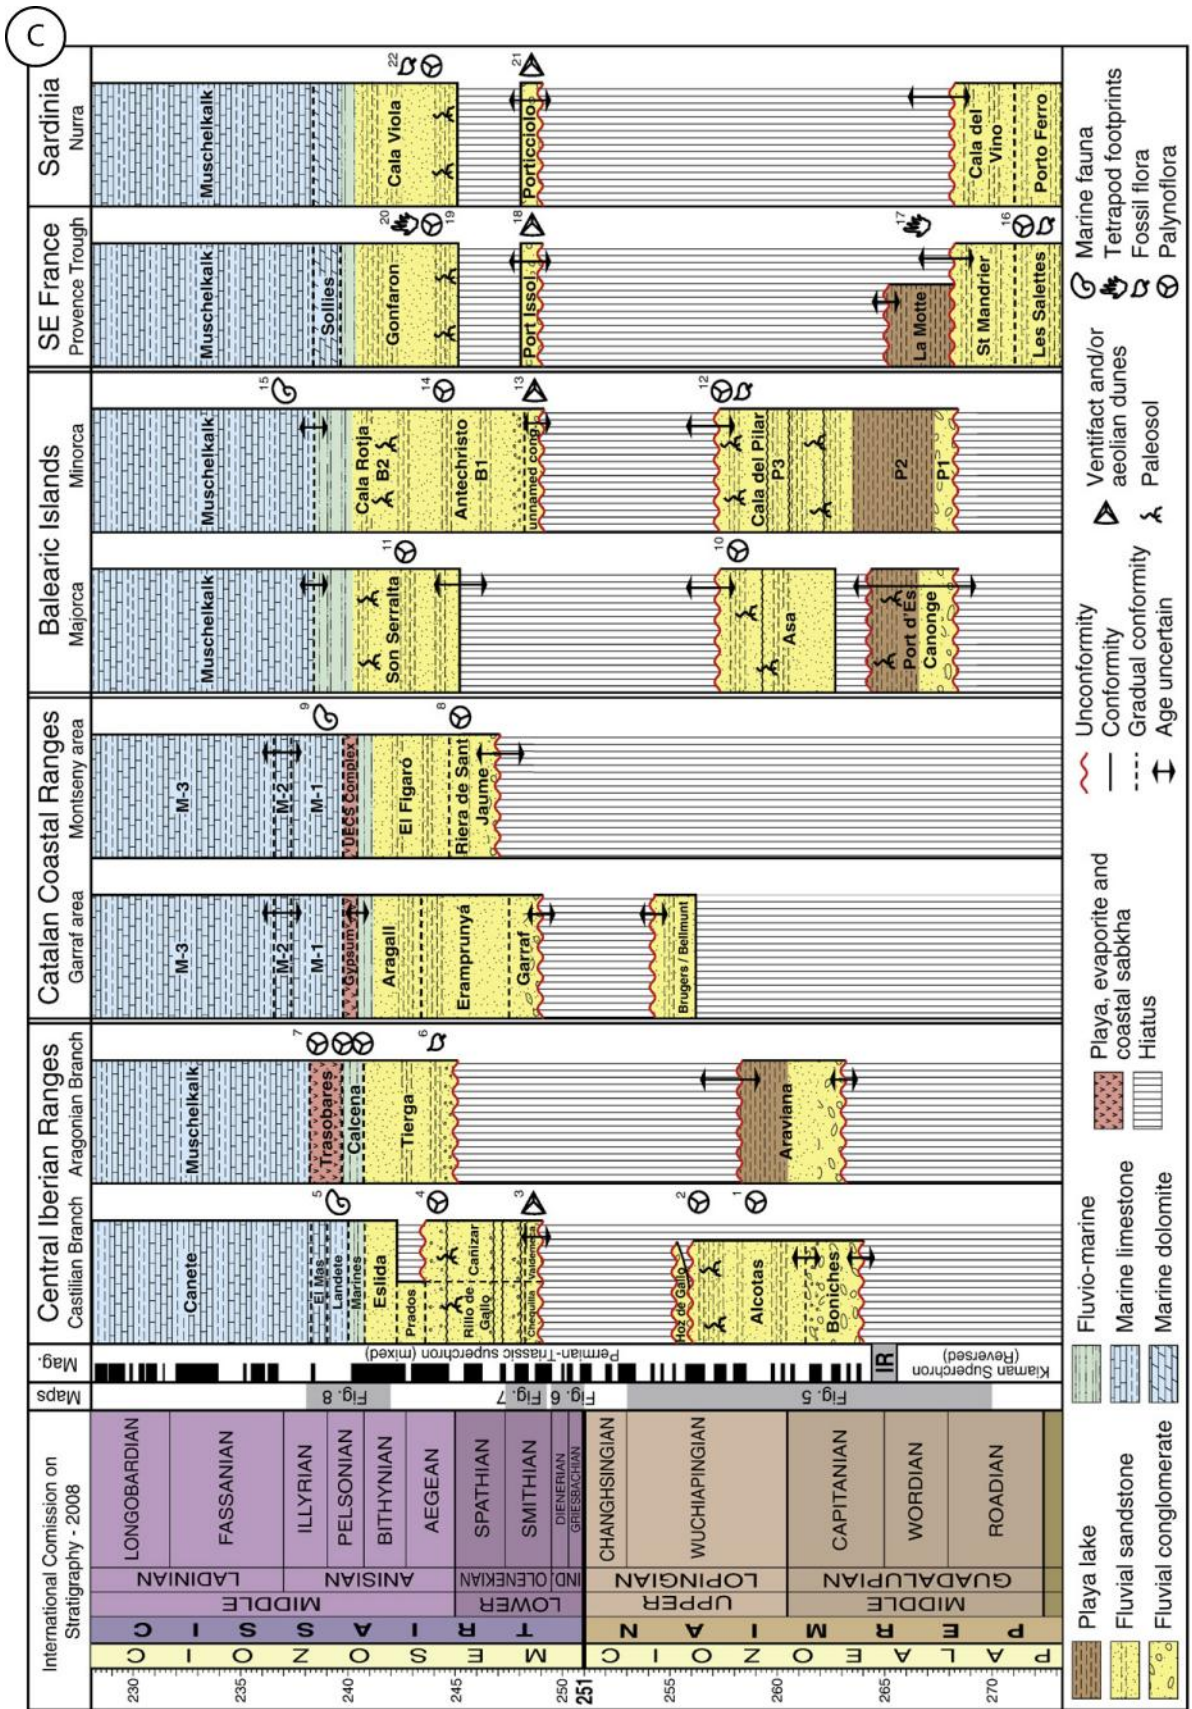 C
International Comission on
Stratigraphy - 2008
Maps
Mag.
Central Iberian Ranges
Castilian Branch
Aragonian Branch
Catalan Coastal Ranges
Garraf area
Montseny area
Balearic Islands
Majorca
Minorca
SE France
Provence Trough
Sardinia
Nurra
230
235
240
245
250
251
255
260
265
270
MESOZOIC
PALAEOZOIC
TRIASSIC
PERMIAN
MIDDLE
LOWER
UPPER
MIDDLE
LADINIAN
ANISIAN
OLENEKIAN
IND.
LOPINGIAN
GUADALUPIAN
LONGOBARDIAN
FASSANIAN
ILLYRIAN
PELSONIAN
BITHYNIAN
AEGEAN
SPATHIAN
SMITHIAN
DIENERIAN
GRIESBACHIAN
CHANGHSINGIAN
WUCHIAPINGIAN
CAPITANIAN
WORDIAN
ROADIAN
Fig. 8
Fig. 7
Fig. 6
Fig. 5
Permian-Triassic superchron (mixed)
IR
Kiaman Superchron
(Reversed)
Canete
El Mas
Landete
Marines
Eslida
Prados
Rillo de
Gallo
Cañizar
Chequilla
Valdemeca
Hoz de Gallo
Alcotas
Boniches
5
4
3
2
1
Muschelkalk
Trasobares
Calcena
Tierga
Araviana
7
6
M-3
M-2
M-1
Gypsum
Aragall
Eramprunyá
Garraf
Brugers / Bellmunt
M-3
M-2
M-1
UECS Complex
El Figaró
Riera de Sant
Jaume
9
8
Muschelkalk
Son Serralta
Asa
Port d'Es
Canonge
11
10
Muschelkalk
Cala Rotja
B2
Antechristo
B1
unnamed cong.
Cala del Pilar
P3
P2
P1
15
14
13
12
Muschelkalk
Sollies
Gonfaron
Port Issol
La Motte
St Mandrier
Les Salettes
20
19
18
17
16
Muschelkalk
Cala Viola
Porticciolo
Cala del
Vino
Porto Ferro
22
21
Playa lake
Fluvial sandstone
Fluvial conglomerate
Fluvio-marine
Marine limestone
Marine dolomite
Playa, evaporite and
coastal sabkha
Hiatus
Unconformity
Conformity
Gradual conformity
Age uncertain
Ventifact and/or
aeolian dunes
Paleosol
Marine fauna
Tetrapod footprints
Fossil flora
Palynoflora